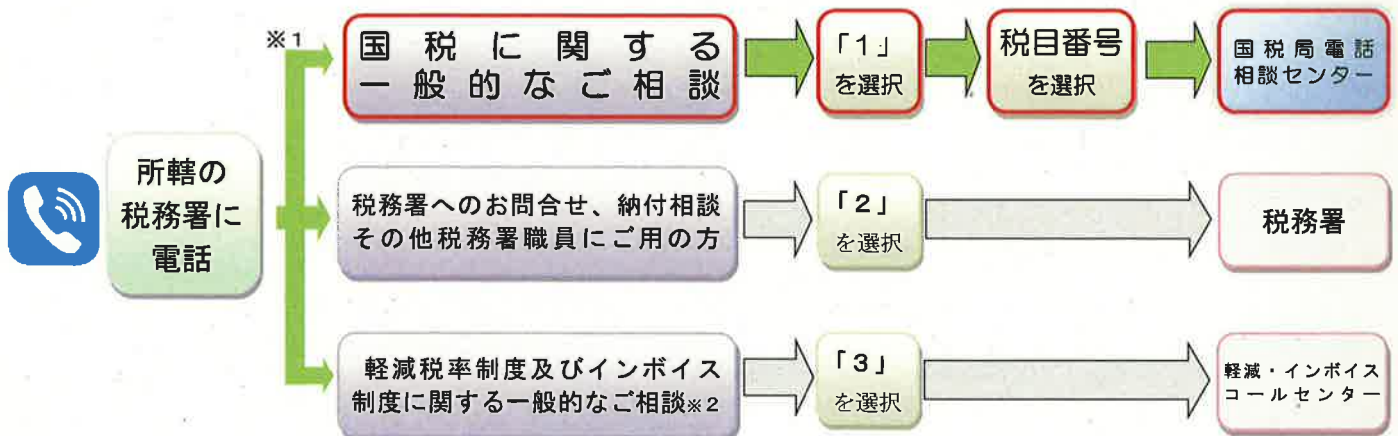 ※1
国税に関する
一般的なご相談
「1」
を選択
税目番号
を選択
国税局電話
相談センター
所轄の
税務署に
電話
税務署へのお問合せ、納付相談
その他税務署職員にご用の方
「2」
を選択
税務署
軽減税率制度及びインボイス
制度に関する一般的なご相談※2
「3」
を選択
軽減・インボイス
コールセンター